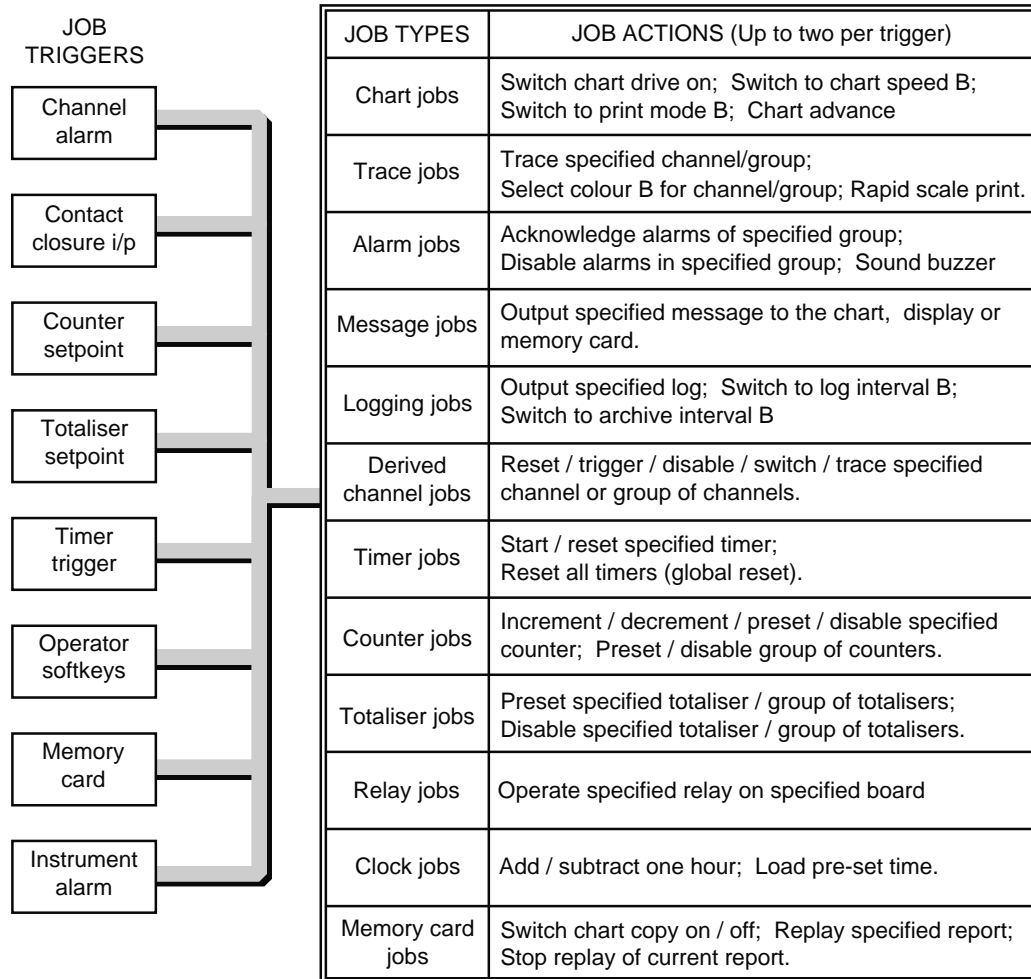 JOB
TRIGGERS
Channel
alarm
Contact
closure i/p
Counter
setpoint
Totaliser
setpoint
Timer
trigger
Operator
softkeys
Memory
card
Instrument
alarm
JOB TYPES
JOB ACTIONS (Up to two per trigger)
Chart jobs
Switch chart drive on; Switch to chart speed B;
Switch to print mode B; Chart advance
Trace jobs
Trace specified channel/group;
Select colour B for channel/group; Rapid scale print.
Alarm jobs
Acknowledge alarms of specified group;
Disable alarms in specified group; Sound buzzer
Message jobs
Output specified message to the chart, display or
memory card.
Logging jobs
Output specified log; Switch to log interval B;
Switch to archive interval B
Derived
channel jobs
Reset / trigger / disable / switch / trace specified
channel or group of channels.
Timer jobs
Start / reset specified timer;
Reset all timers (global reset).
Counter jobs
Increment / decrement / preset / disable specified
counter; Preset / disable group of counters.
Totaliser jobs
Preset specified totaliser / group of totalisers;
Disable specified totaliser / group of totalisers.
Relay jobs
Operate specified relay on specified board
Clock jobs
Add / subtract one hour; Load pre-set time.
Memory card
jobs
Switch chart copy on / off; Replay specified report;
Stop replay of current report.